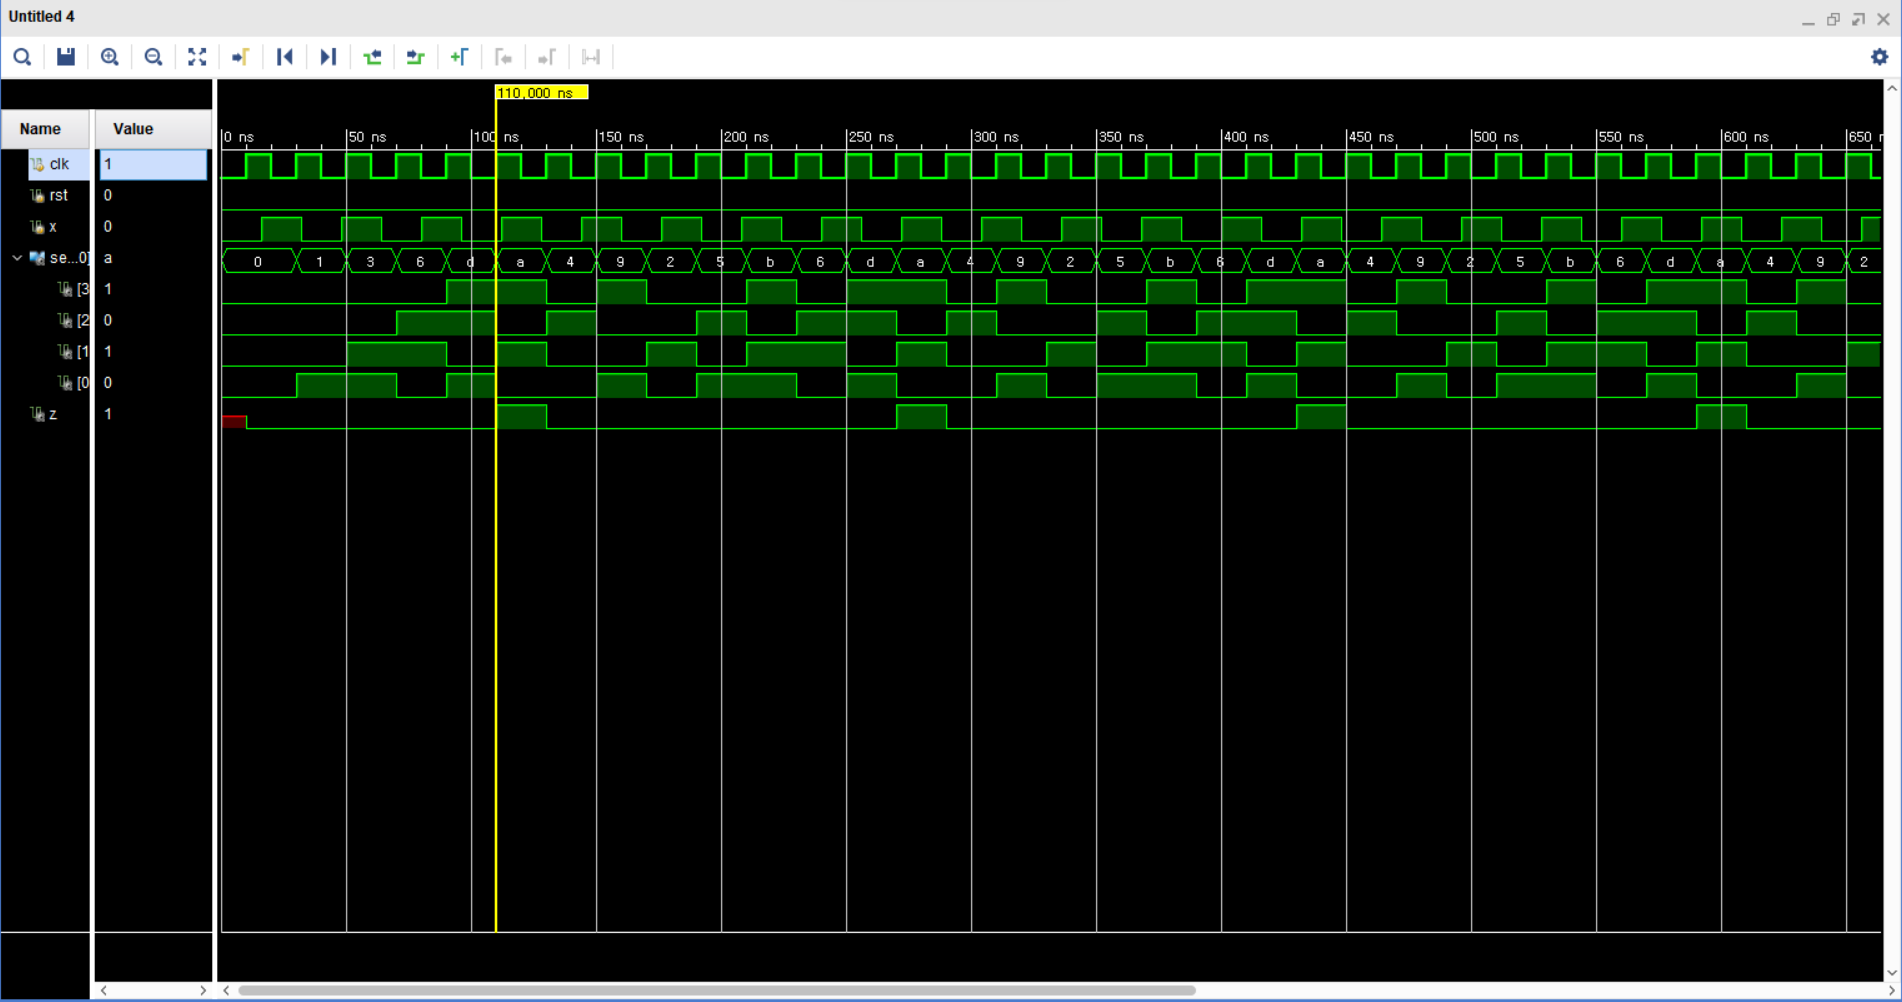 Untitled 4
110,000 ns
Name Value
0 ns 50 ns 100 ns 150 ns 200 ns 250 ns 300 ns 350 ns 400 ns 450 ns 500 ns 550 ns 600 ns 650 n
clk 1
rst 0
x 0
se...0] a 0 1 3 6 d a 4 9 2 5 b 6 d a 4 9 2 5 b 6 d a 4 9 2 5 b 6 d a 4 9 2
[3 1
[2 0
[1 1
[0 0
z 1